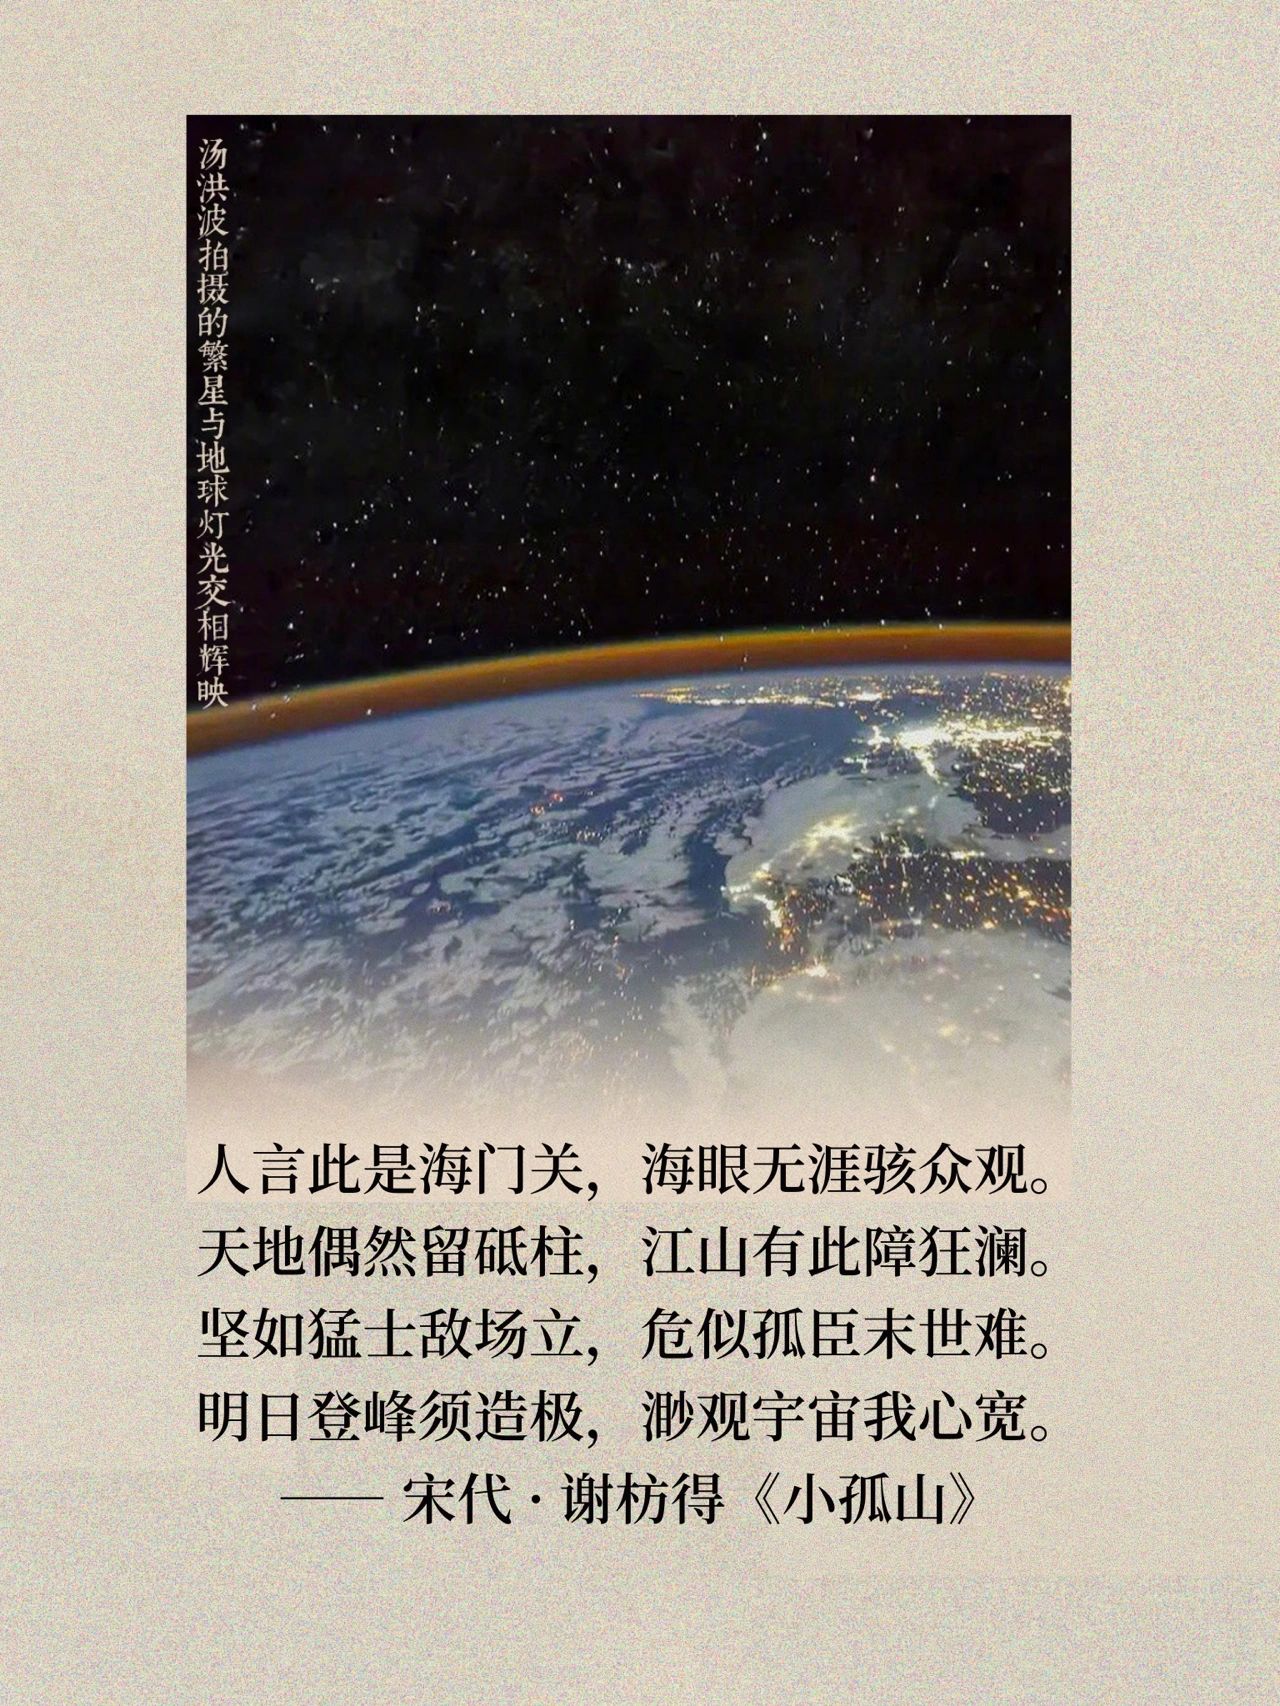 汤洪波拍摄的繁星与地球灯光交相辉映
人言此是海门关，海眼无涯骇众观。
天地偶然留砥柱，江山有此障狂澜。
坚如猛士敌场立，危似孤臣末世难。
明日登峰须造极，渺观宇宙我心宽。
—— 宋代 · 谢枋得《小孤山》